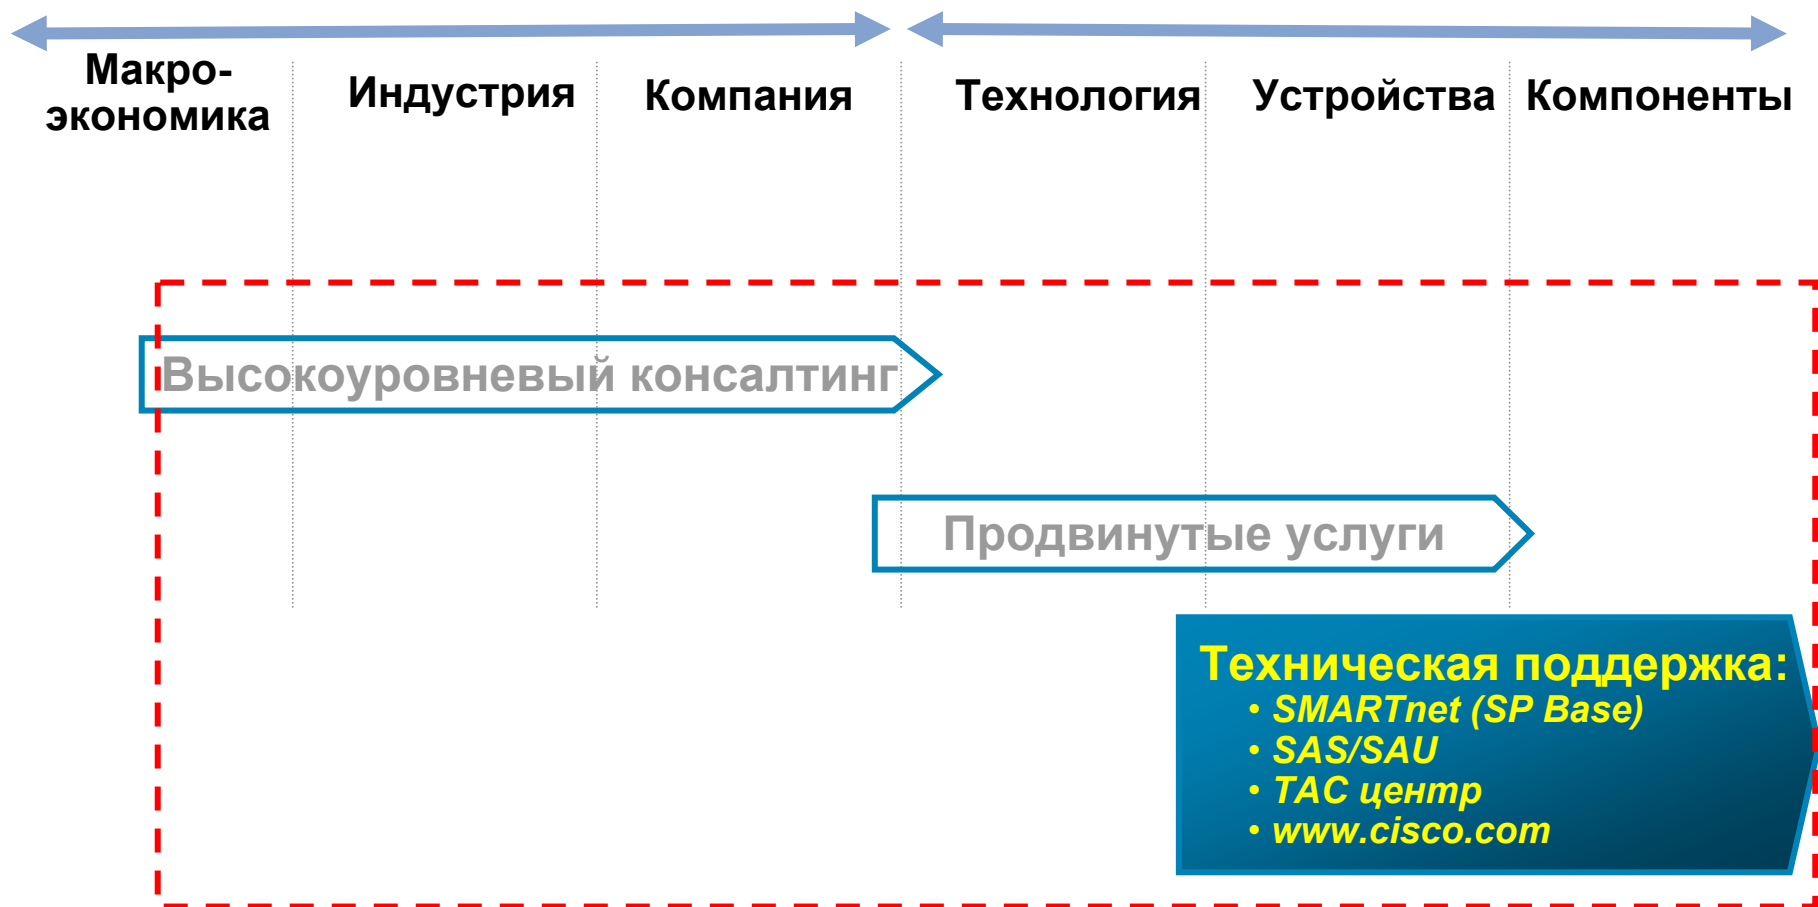 Макро-
экономика
Индустрия
Компания
Технология
Устройства
Компоненты
Высокоуровневый консалтинг
Продвинутые услуги
Техническая поддержка:
• SMARTnet (SP Base)
• SAS/SAU
• TAC центр
• www.cisco.com